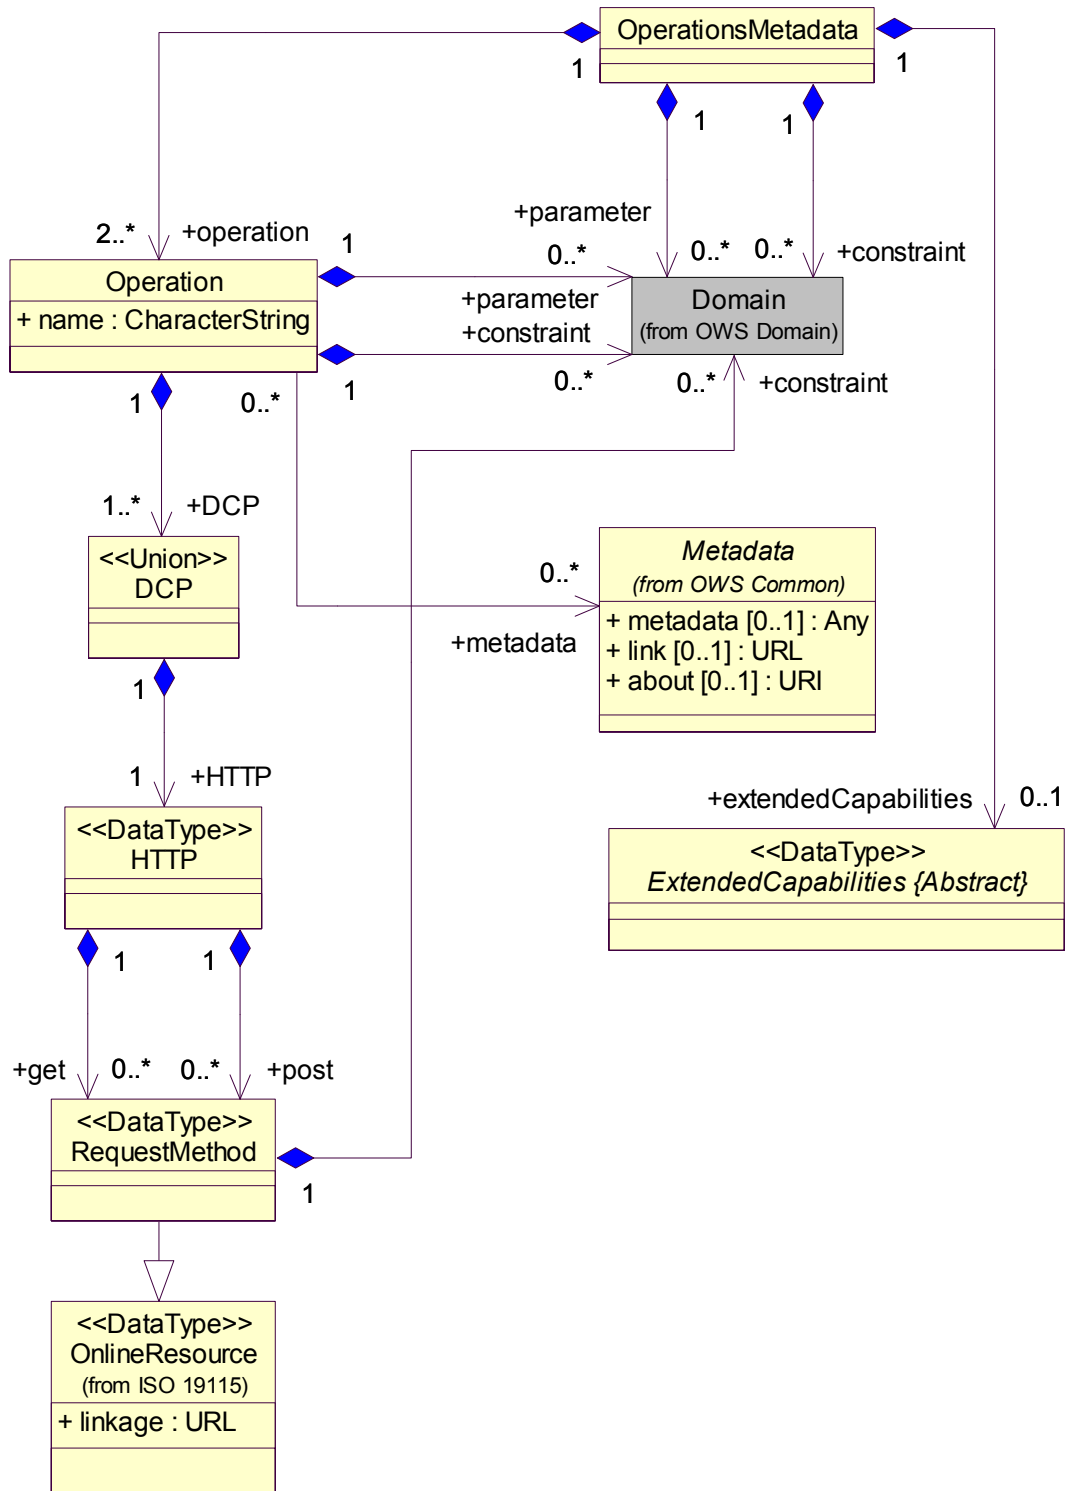 OperationsMetadata
1
1
1
1
+parameter
2..*
+operation
1
0..*
0..*
0..*
+constraint
Operation
+ name : CharacterString
+parameter
+constraint
Domain
(from OWS Domain)
1
0..*
1
0..*
0..*
+constraint
1..*
+DCP
<<Union>>
DCP
0..*
+metadata
Metadata
(from OWS Common)
+ metadata [0..1] : Any
+ link [0..1] : URL
+ about [0..1] : URI
1
1
+HTTP
+extendedCapabilities
0..1
<<DataType>>
HTTP
<<DataType>>
ExtendedCapabilities {Abstract}
1
1
+get
0..*
0..*
+post
<<DataType>>
RequestMethod
1
<<DataType>>
OnlineResource
(from ISO 19115)
+ linkage : URL